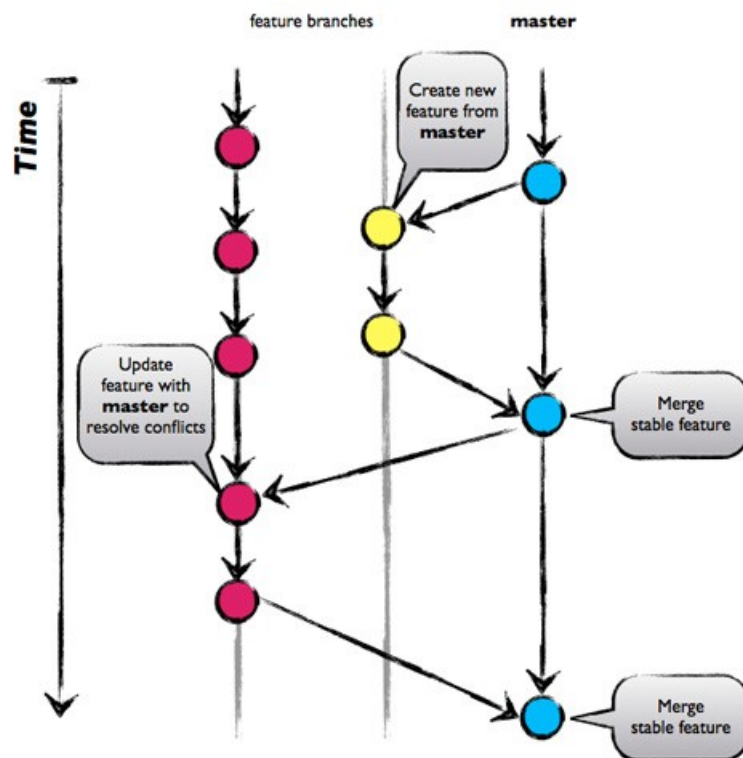 feature branches
master
Time
Create new
feature from
master
Update
feature with
master to
resolve conflicts
Merge
stable feature
Merge
stable feature